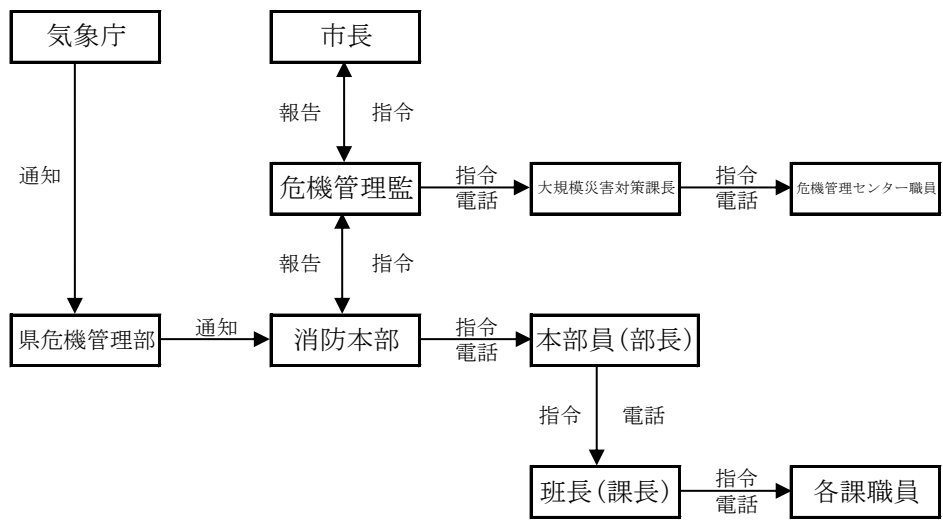 気象庁
市長
報告
指令
通知
危機管理監
指令
電話
大規模災害対策課長
指令
電話
危機管理センター職員
報告
指令
県危機管理部
通知
消防本部
指令
電話
本部員(部長)
指令
電話
班長(課長)
指令
電話
各課職員